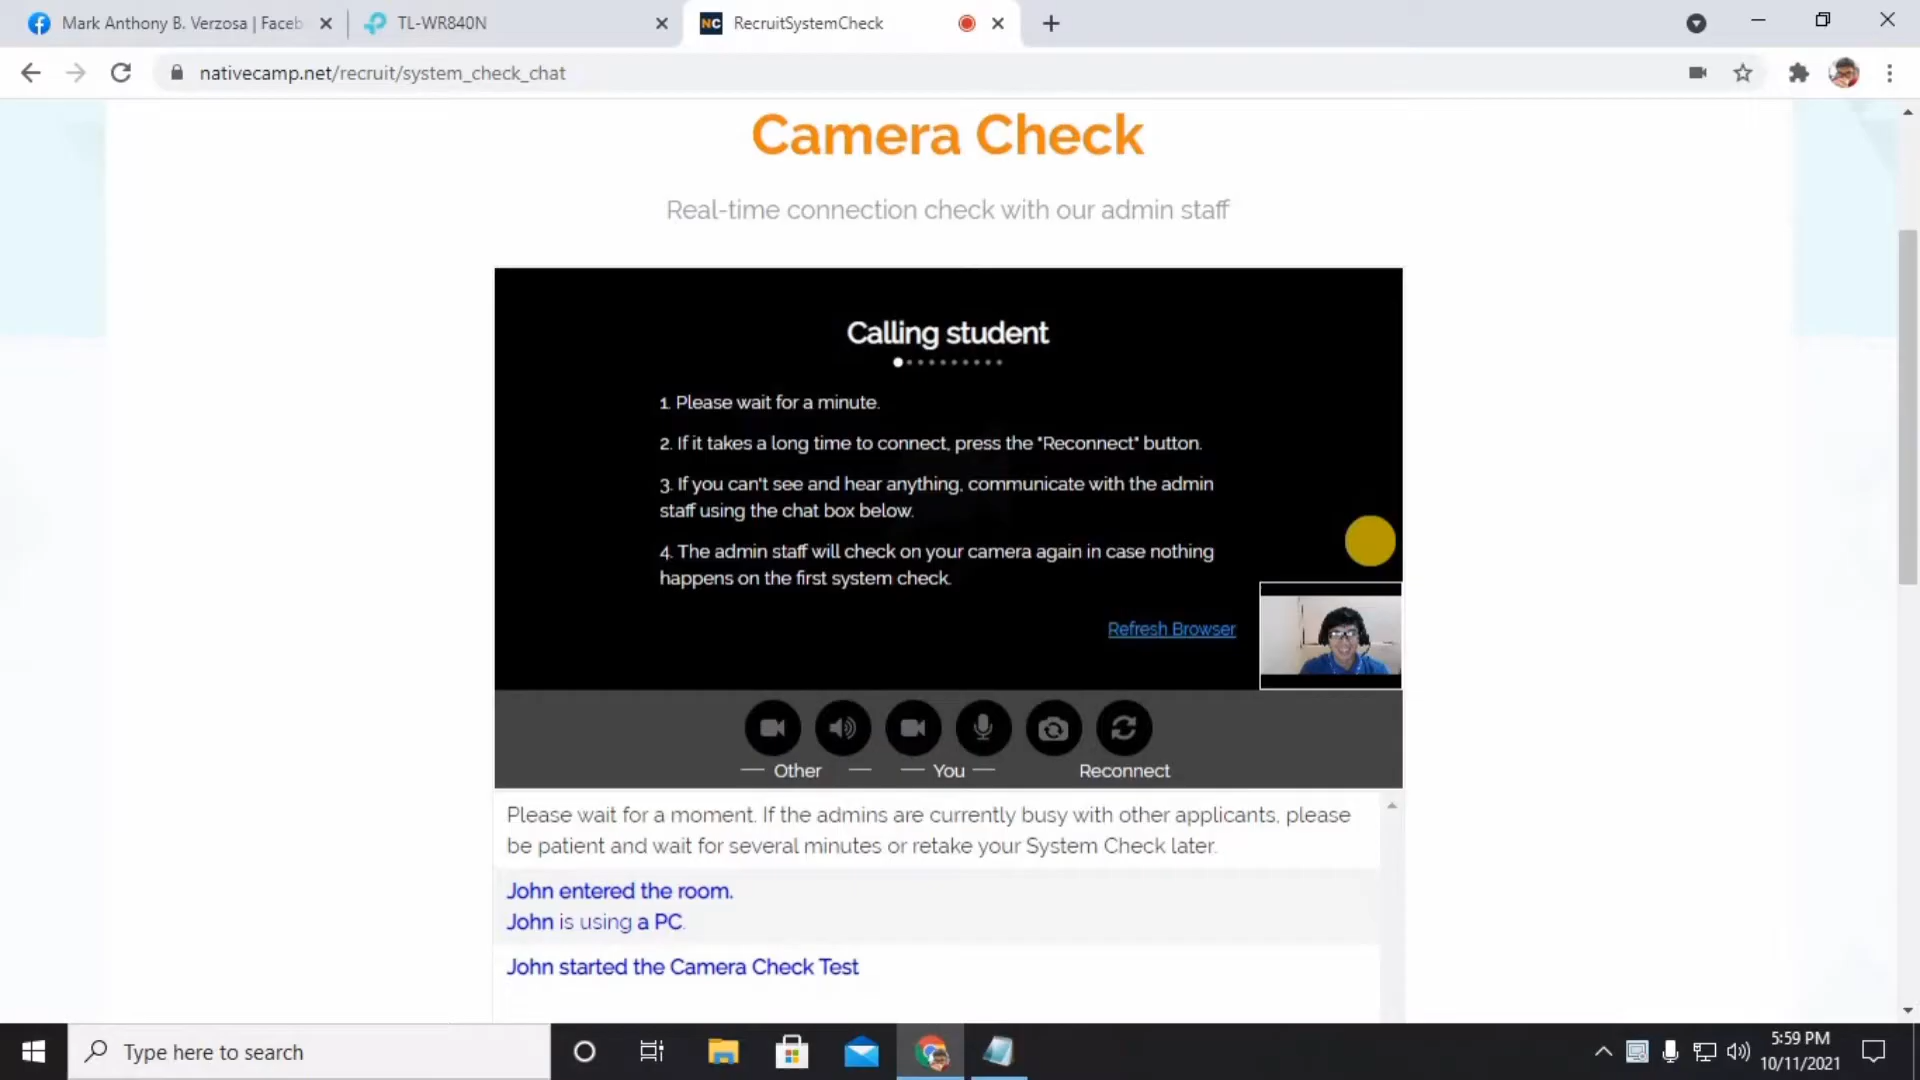 Mark Anthony B. Verzosa | Faceb
TL-WR840N
NC
RecruitSystemCheck
nativecamp.net/recruit/system_check_chat
Camera Check
Real-time connection check with our admin staff
Calling student
1. Please wait for a minute.
2. If it takes a long time to connect, press the "Reconnect" button.
3. If you can't see and hear anything, communicate with the admin
staff using the chat box below.
4. The admin staff will check on your camera again in case nothing
happens on the first system check.
Refresh Browser
Other
You
Reconnect
Please wait for a moment. If the admins are currently busy with other applicants, please
be patient and wait for several minutes or retake your System Check later.
John entered the room.
John is using a PC.
John started the Camera Check Test
Type here to search
5:59 PM
10/11/2021